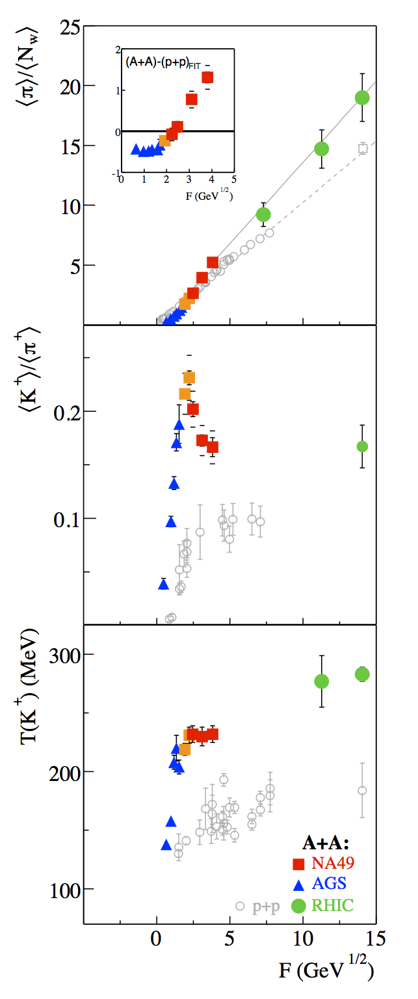 ⟨π⟩/⟨N_w⟩
25
20
15
10
5
(A+A)-(p+p)_FIT
2
1
0
-1
0 1 2 3 4 5
F (GeV^1/2)
⟨K^+⟩/⟨π^+⟩
0.2
0.1
T(K^+) (MeV)
300
200
100
A+A:
NA49
AGS
p+p RHIC
0 5 10 15
F (GeV^1/2)